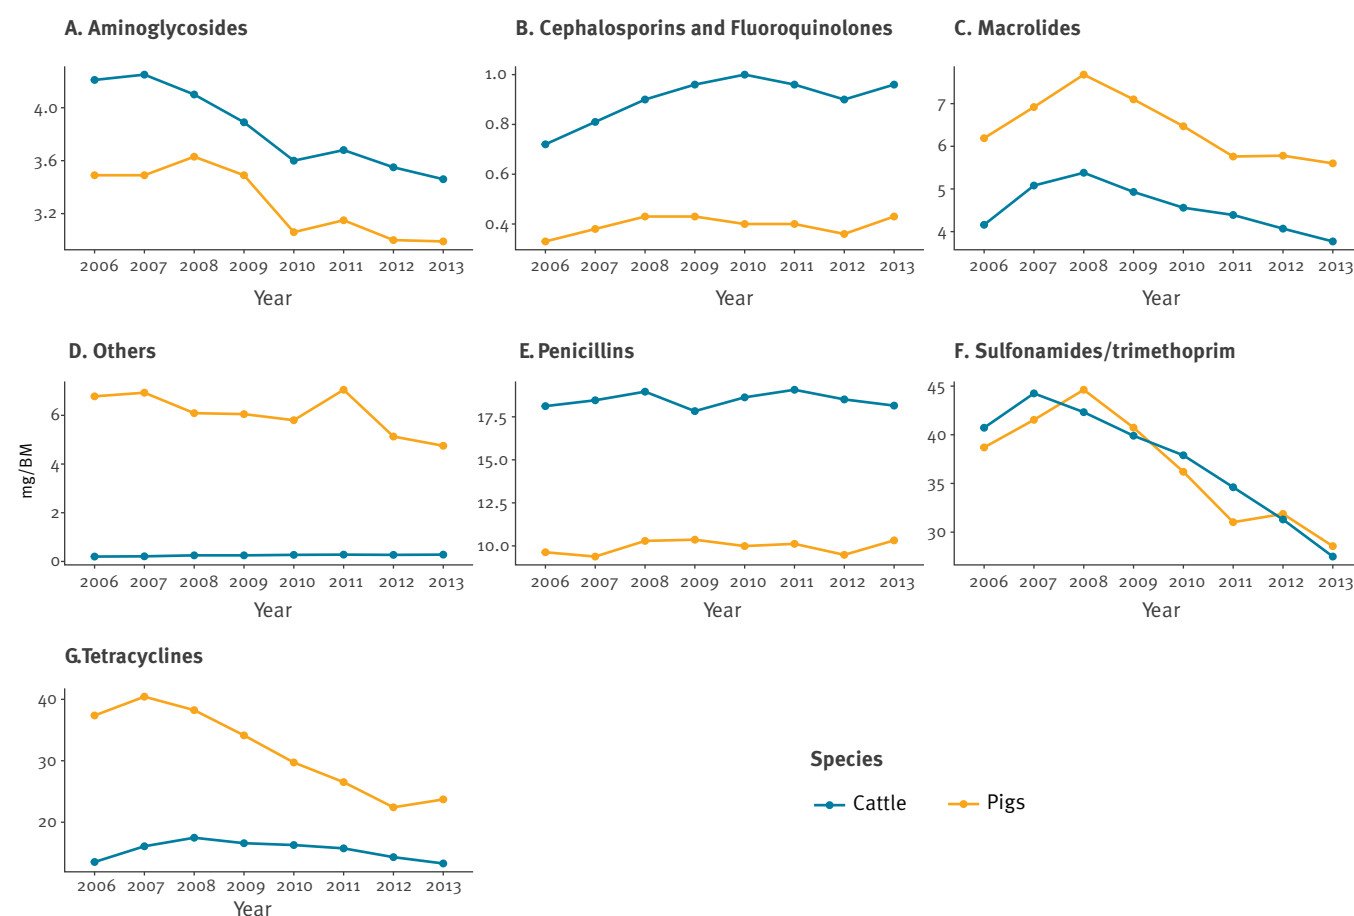 A. Aminoglycosides
4.0
3.6
3.2
2006 2007 2008 2009 2010 2011 2012 2013
Year
B. Cephalosporins and Fluoroquinolones
1.0
0.8
0.6
0.4
2006 2007 2008 2009 2010 2011 2012 2013
Year
C. Macrolides
7
6
5
4
2006 2007 2008 2009 2010 2011 2012 2013
Year
D. Others
mg/BM
6
4
2
0
2006 2007 2008 2009 2010 2011 2012 2013
Year
E. Penicillins
17.5
15.0
12.5
10.0
2006 2007 2008 2009 2010 2011 2012 2013
Year
F. Sulfonamides/trimethoprim
45
40
35
30
2006 2007 2008 2009 2010 2011 2012 2013
Year
G.Tetracyclines
40
30
20
2006 2007 2008 2009 2010 2011 2012 2013
Year
Species
Cattle Pigs